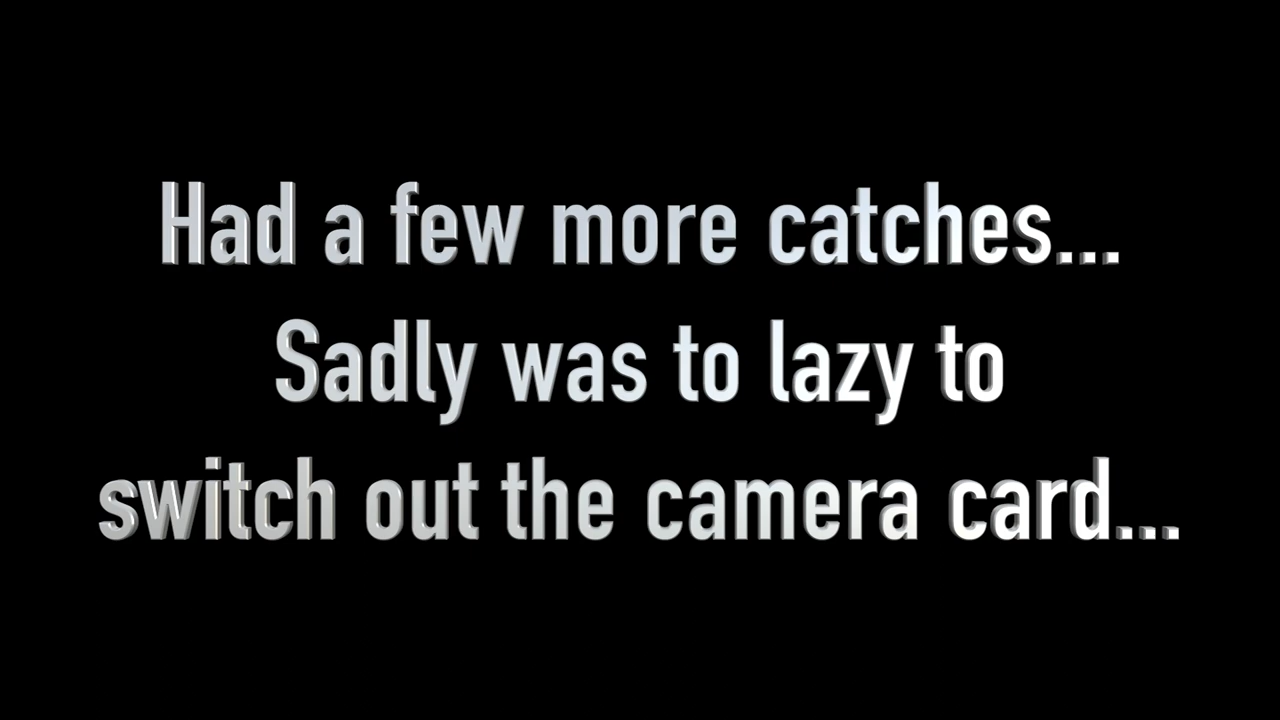 Had a few more catches...
Sadly was to lazy to
switch out the camera card...